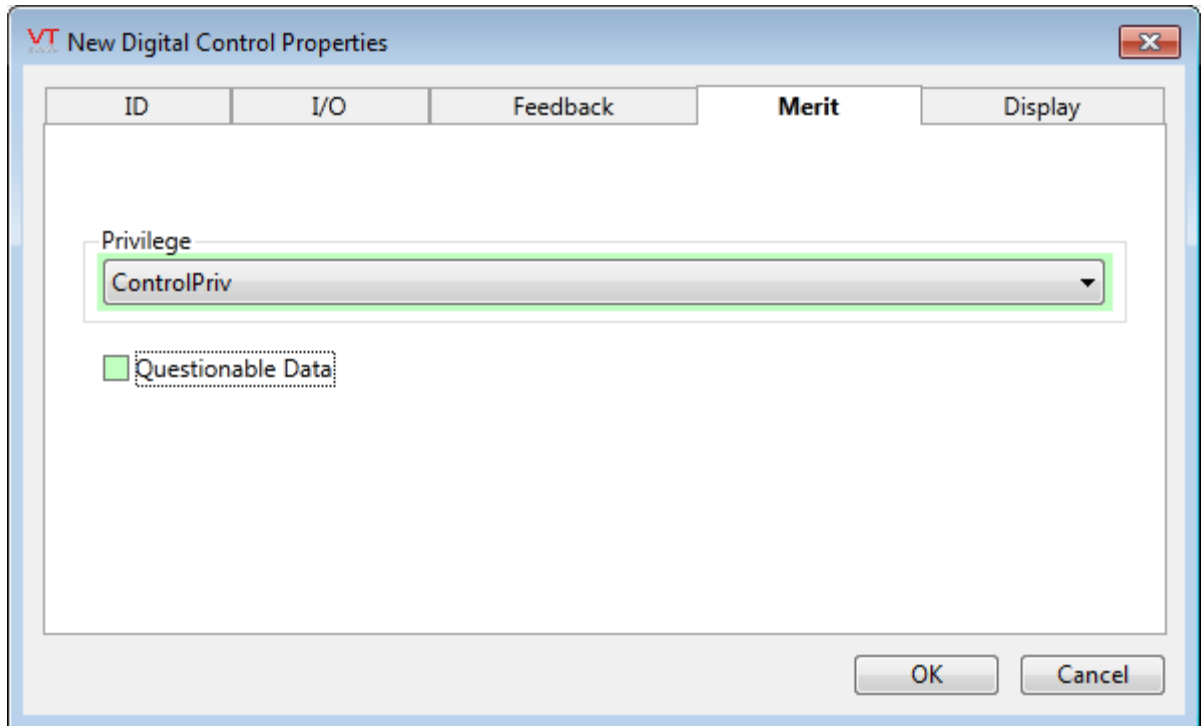 VT New Digital Control Properties
ID I/O Feedback Merit Display
Privilege
ControlPriv
Questionable Data
OK Cancel